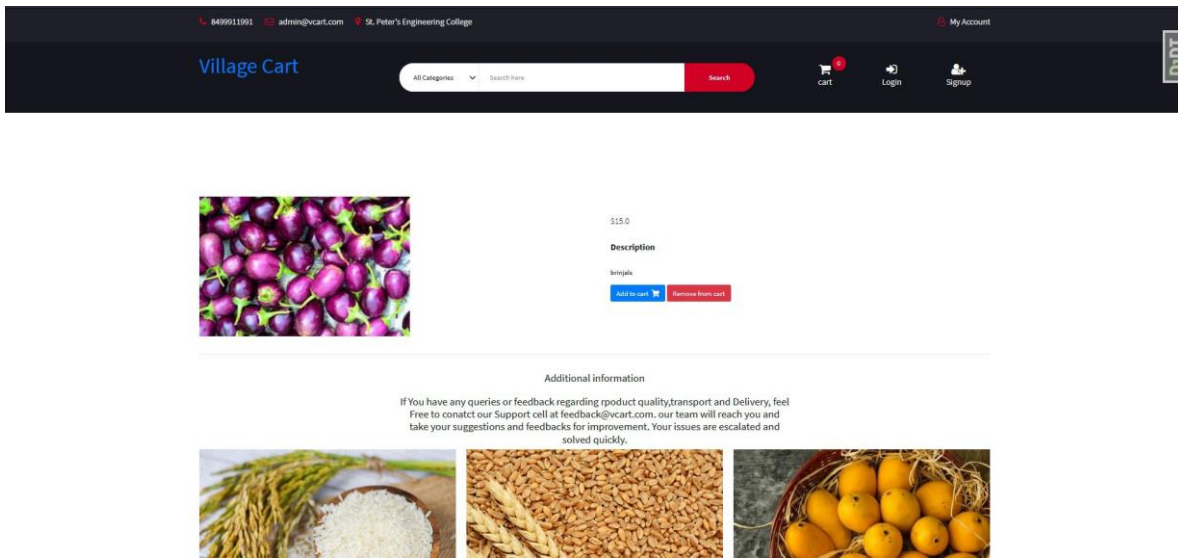 8499911991 admin@vcart.com St. Peter's Engineering College My Account
Village Cart
All Categories Search here Search
0
cart Login Signup
DjDT
$15.0
Description
brinjals
Add to cart Remove from cart
Additional information
If You have any queries or feedback regarding rpoduct quality,transport and Delivery, feel
Free to conatct our Support cell at feedback@vcart.com. our team will reach you and
take your suggestions and feedbacks for improvement. Your issues are escalated and
solved quickly.